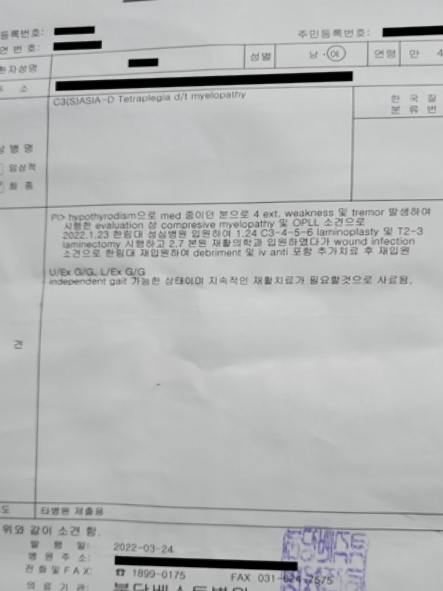 등록번호:
주민등록번호:
연 번 호:
환자성명
성별
남 · 여
연령
만 4
소
C3(S)ASIA-D Tetraplegia d/t myelopathy
한 국 질
분 류 번
상 병 명
임상적
최 종
PI> hypothyrodism으로 med 중이던 분으로 4 ext. weakness 및 tremor 발생하여
시행한 evaluation 상 compresive myelopathy 및 OPLL 소견으로
2022.1.23 한림대 성심병원 입원하여 1.24 C3-4-5-6 laminoplasty 및 T2-3
laminectomy 시행하고 2.7 본원 재활의학과 입원하였다가 wound infection
소견으로 한림대 재입원하여 debriment 및 iv anti 포함 추가치료 후 재입원
U/Ex G/G, L/Ex G/G
independent gait 가능한 상태이며 지속적인 재활치료가 필요할것으로 사료됨.
견
도
타병원 제출용
위와 같이 소견 함.
발 행 일:
2022-03-24
병 원 주 소:
전 화 및 F A X:
☎ 1899-0175
FAX 031-624-7575
의 료 기 관:
분당베스트병원